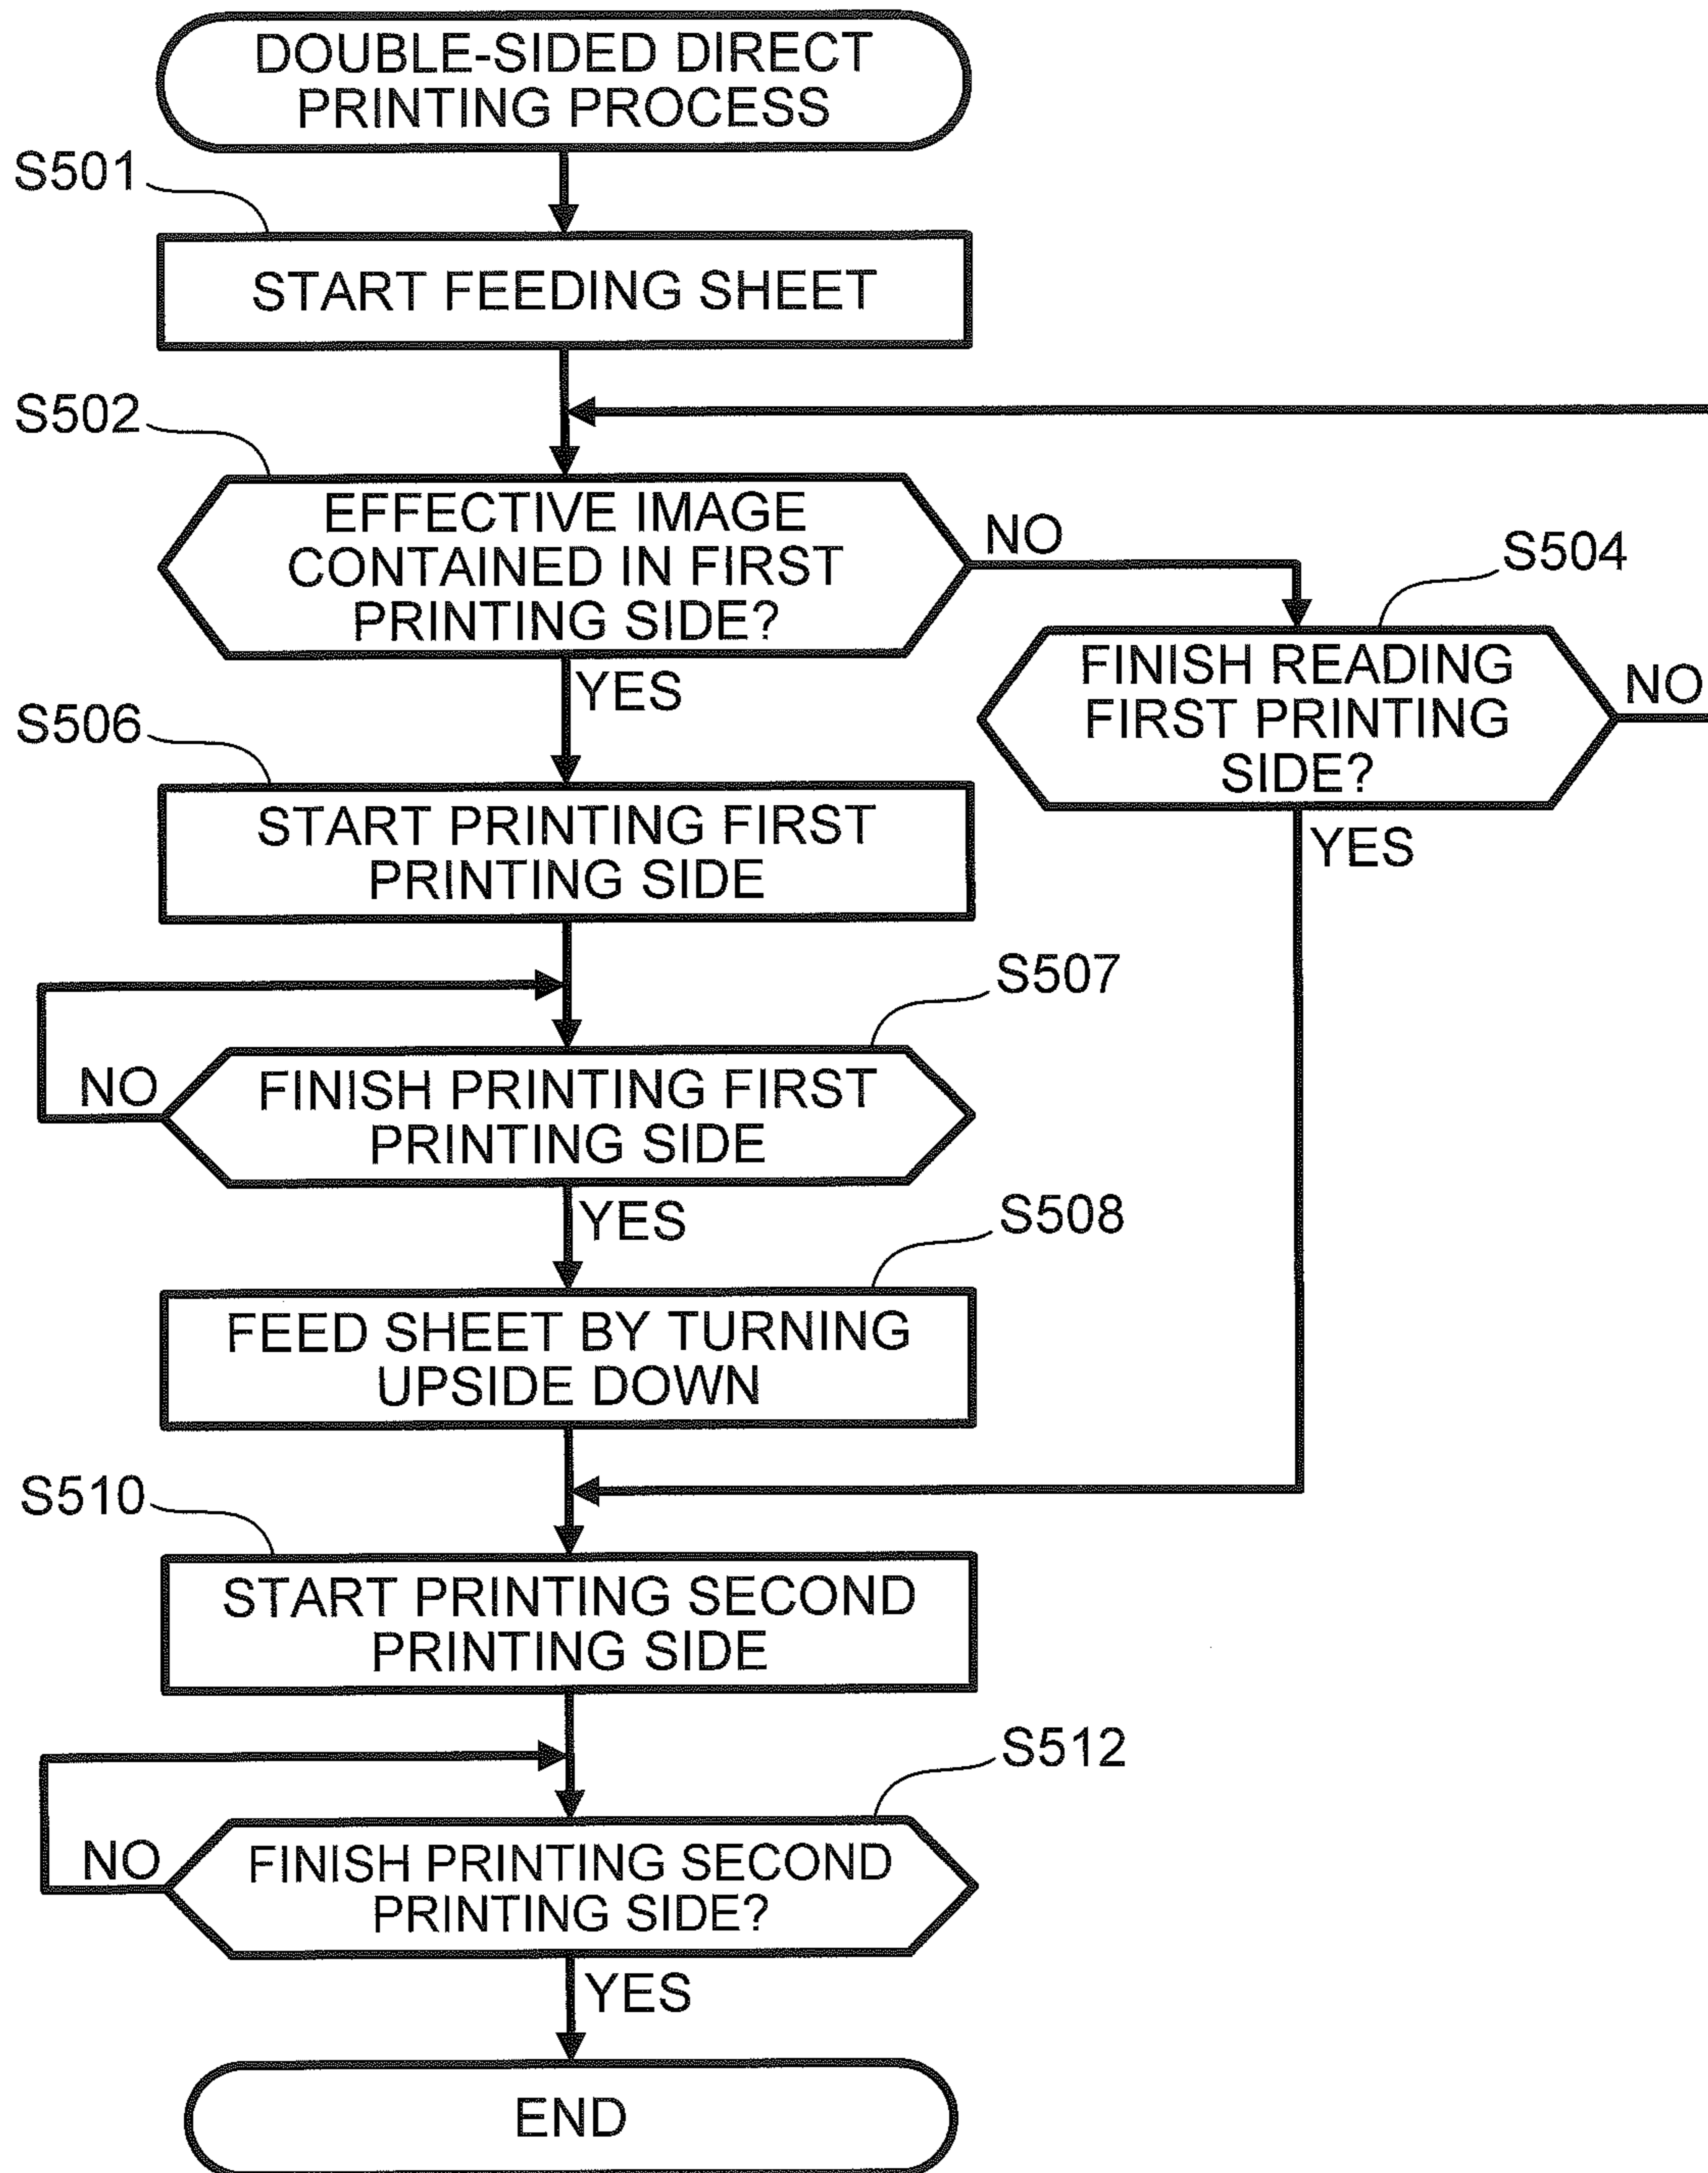 DOUBLE-SIDED DIRECT
PRINTING PROCESS
S501
START FEEDING SHEET
S502
EFFECTIVE IMAGE
CONTAINED IN FIRST
PRINTING SIDE?
NO
S504
FINISH READING
FIRST PRINTING
SIDE?
NO
YES
YES
S506
START PRINTING FIRST
PRINTING SIDE
S507
NO
FINISH PRINTING FIRST
PRINTING SIDE
YES
S508
FEED SHEET BY TURNING
UPSIDE DOWN
S510
START PRINTING SECOND
PRINTING SIDE
S512
NO
FINISH PRINTING SECOND
PRINTING SIDE?
YES
END